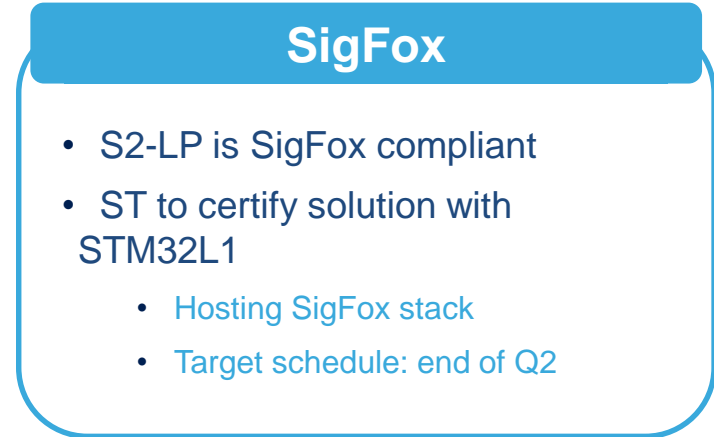 SigFox
• S2-LP is SigFox compliant
• ST to certify solution with
STM32L1
• Hosting SigFox stack
• Target schedule: end of Q2